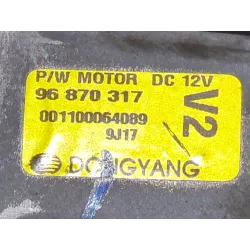 P/W MOTOR DC 12V
96 870 317
001100064089
9J17
V2
DONGYANG